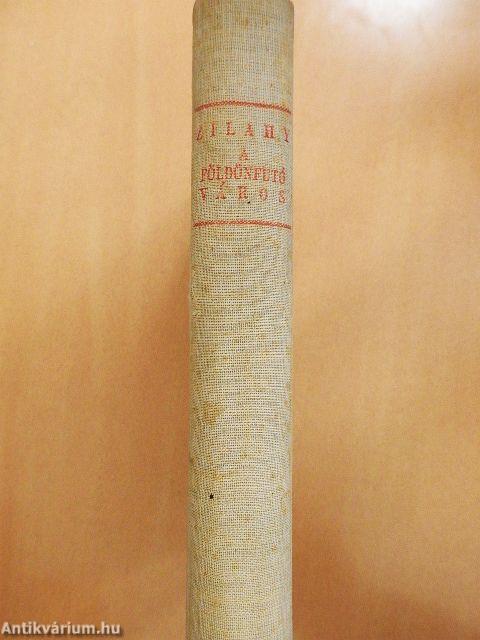 ZILAHY
A
FÖLDÖNFUTÓ
VÁROS
Antikvárium.hu